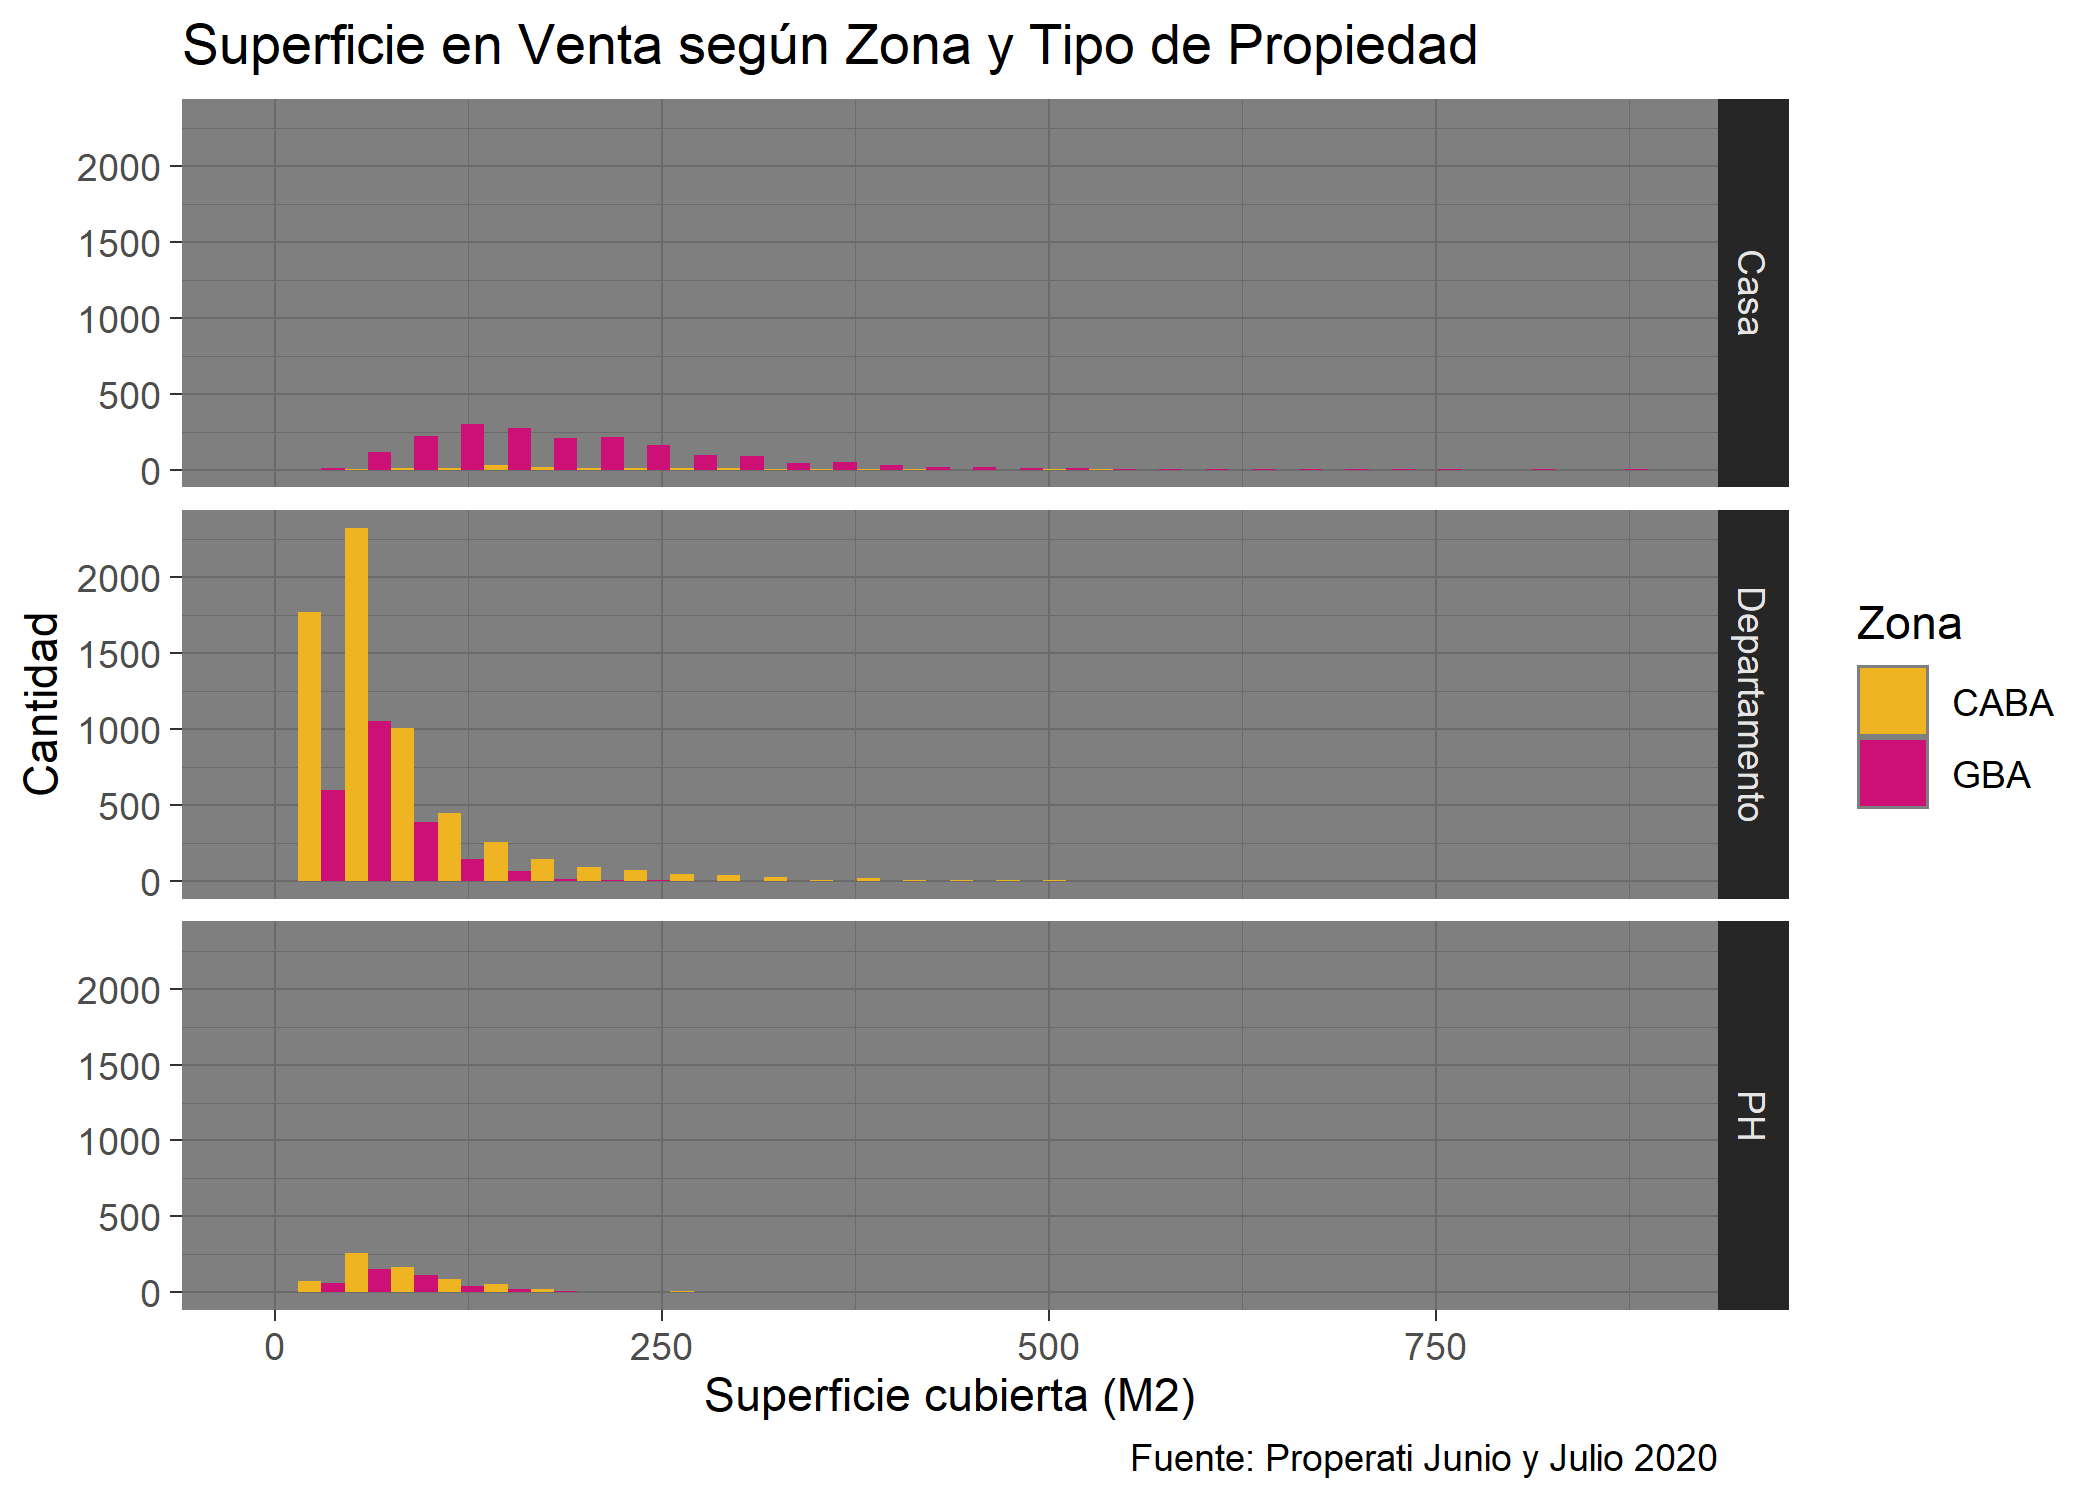 Superficie en Venta según Zona y Tipo de Propiedad
2000
1500
1000
500
0
Casa
Cantidad
2000
1500
1000
500
0
Departamento
2000
1500
1000
500
0
PH
0 250 500 750
Superficie cubierta (M2)
Zona
CABA
GBA
Fuente: Properati Junio y Julio 2020